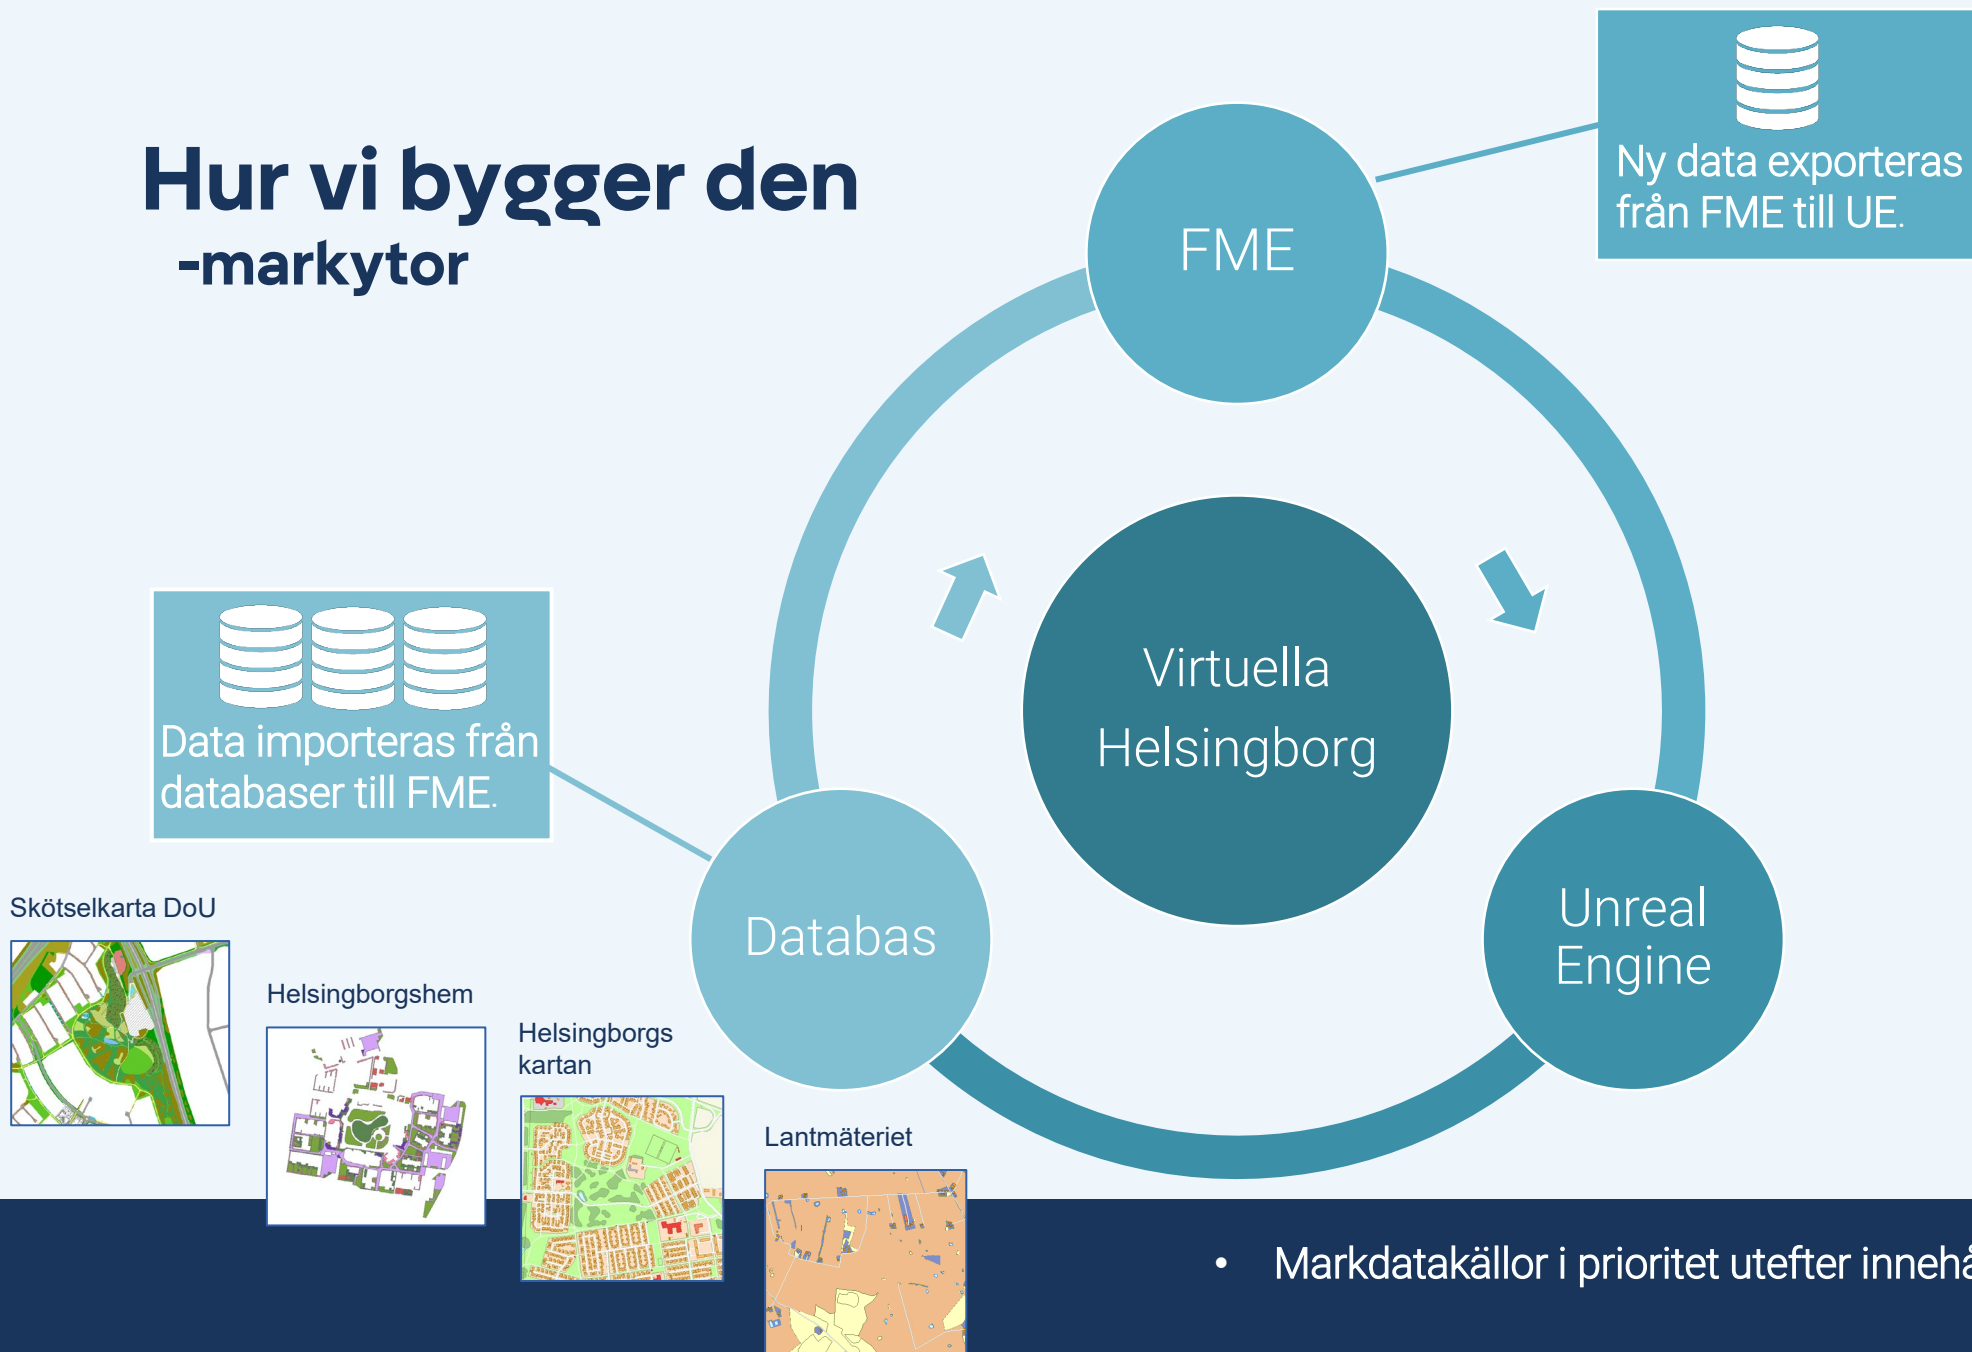 Hur vi bygger den
-markytor
Ny data exporteras
från FME till UE.
FME
Virtuella
Helsingborg
Data importeras från
databaser till FME.
Databas
Unreal
Engine
Skötselkarta DoU
Helsingborgshem
Helsingborgs
kartan
Lantmäteriet
• Markdatakällor i prioritet utefter